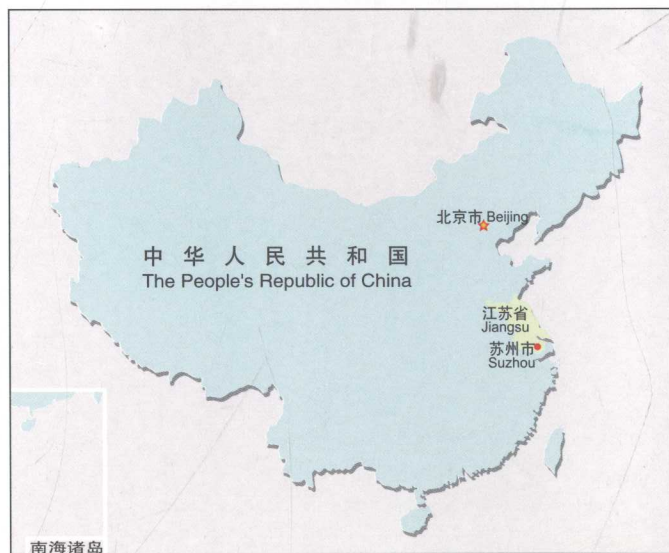 北京市 Beijing
中华人民共和国
The People's Republic of China
江苏省
Jiangsu
苏州市
Suzhou
南海诸岛